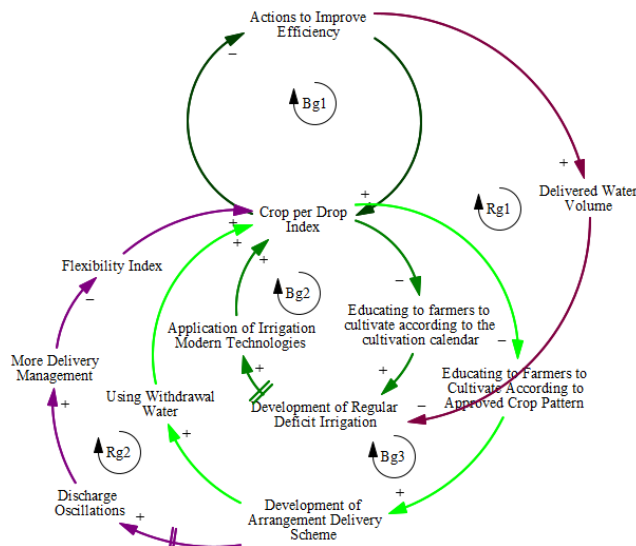 Actions to Improve
Efficiency
−
Bg1
+
Delivered Water
Volume
Rg1
+
+
+
Crop per Drop
Index
Flexibility Index
−
+
Bg2
−
Application of Irrigation
Modern Technologies
Educating to farmers to
cultivate according to the
cultivation calendar
−
More Delivery
Management
+
+
+
Educating to Farmers to
Cultivate According to
Approved Crop Pattern
Using Withdrawal
Water
Development of Regular
Deficit Irrigation
−
+
Rg2
Bg3
Discharge
Oscillations
+
+
Development of
Arrangement Delivery
Scheme